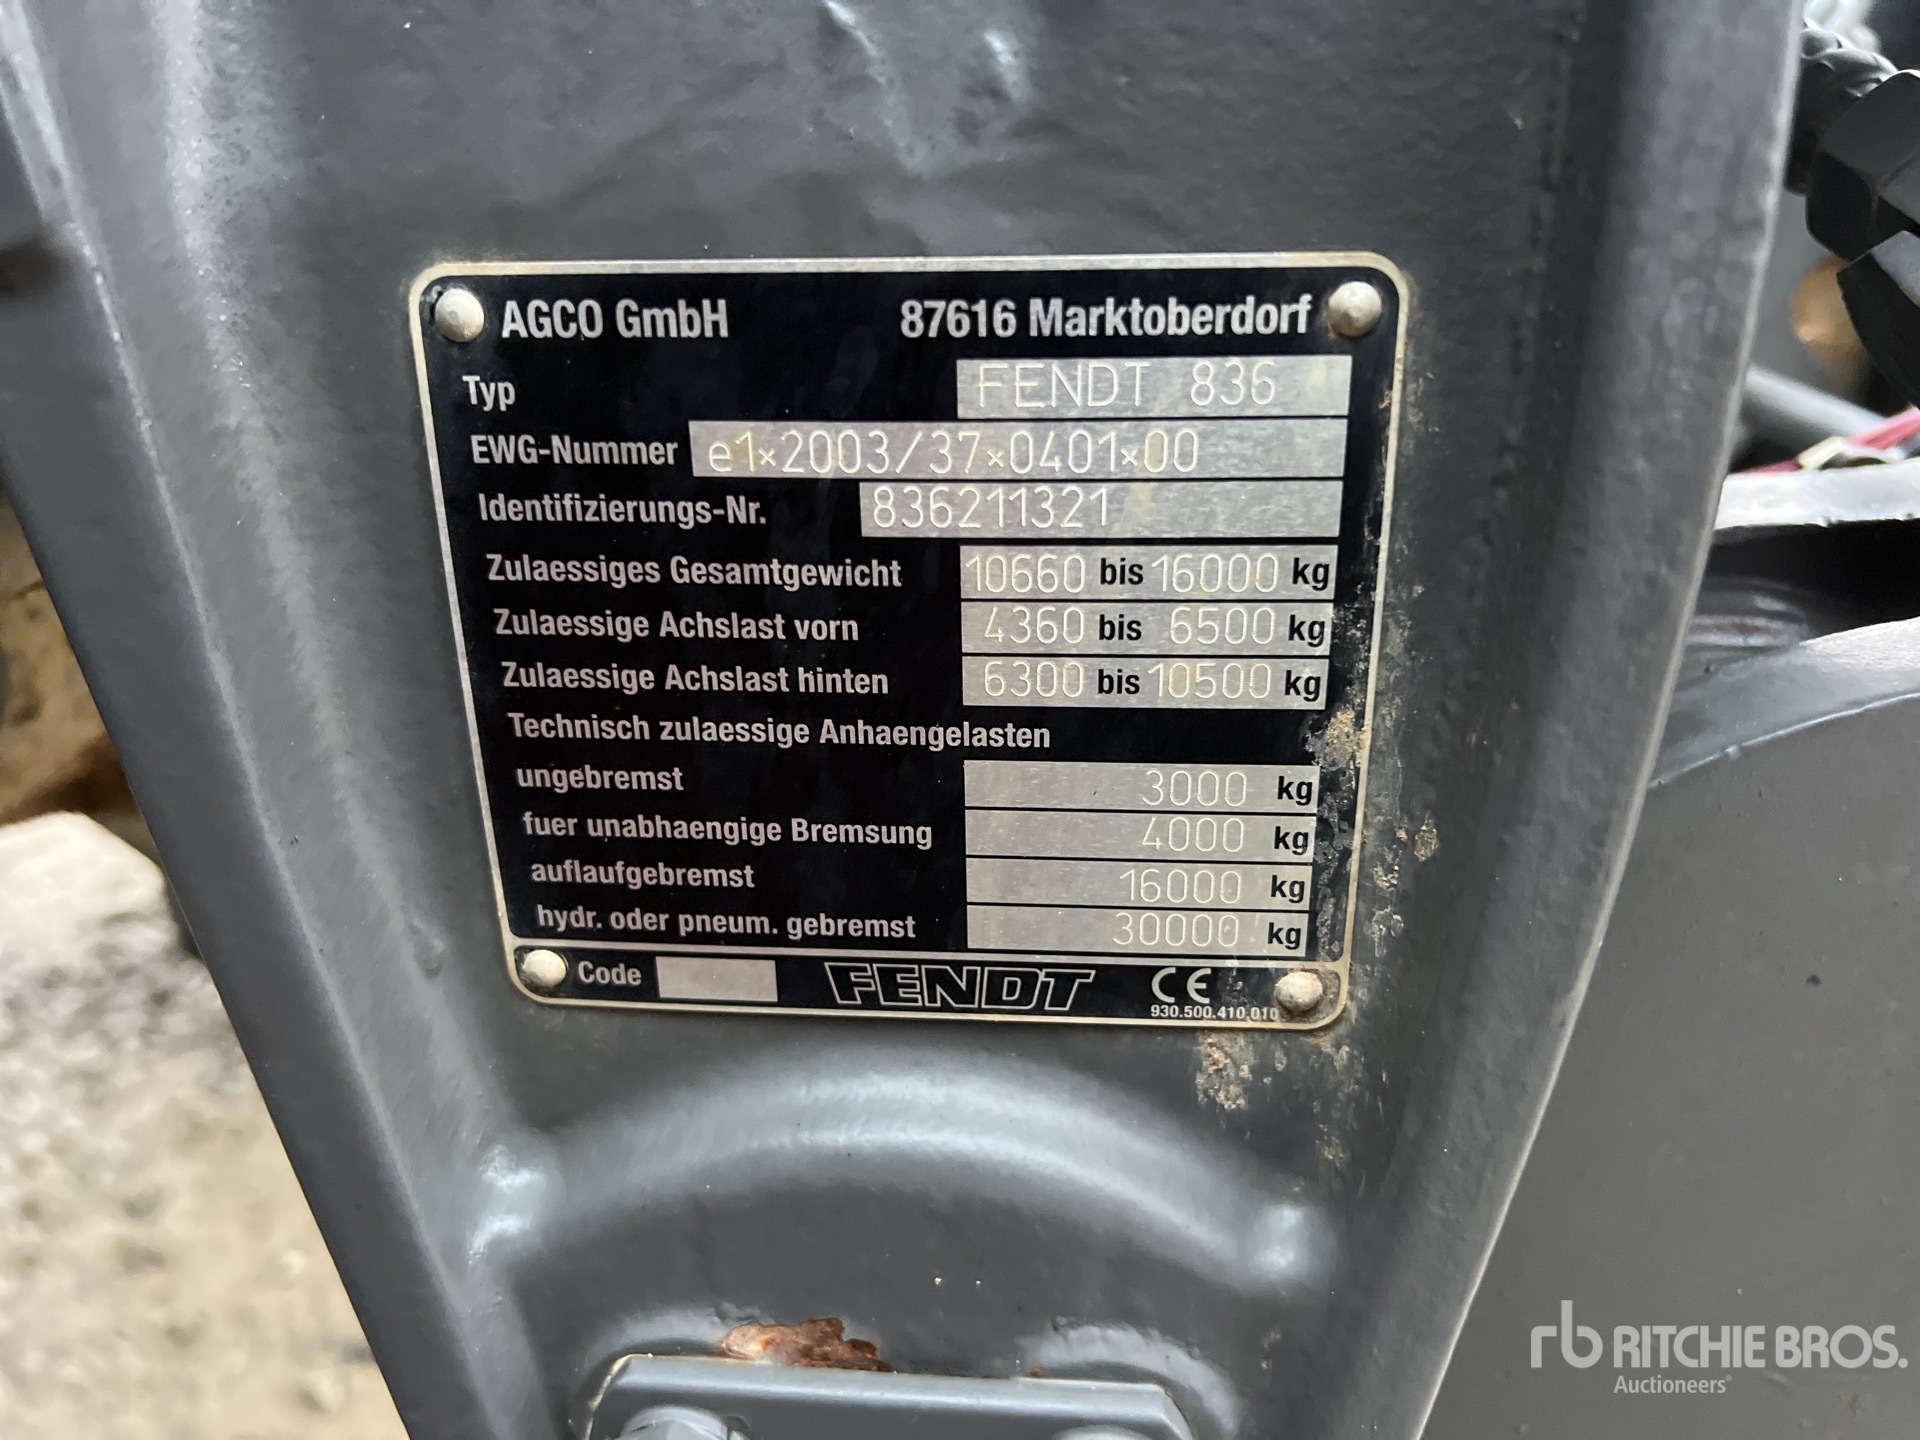 AGCO GmbH 87616 Marktoberdorf
Typ FENDT 836
EWG-Nummer e1×2003/37×0401×00
Identifizierungs-Nr. 836211321
Zulaessiges Gesamtgewicht 10660 bis 16000 kg
Zulaessige Achslast vorn 4360 bis 6500 kg
Zulaessige Achslast hinten 6300 bis 10500 kg
Technisch zulaessige Anhaengelasten
ungebremst 3000 kg
fuer unabhaengige Bremsung 4000 kg
auflaufgebremst 16000 kg
hydr. oder pneum. gebremst 30000 kg
Code FENDT CE
930.500.410.010
rb RITCHIE BROS.
Auctioneers